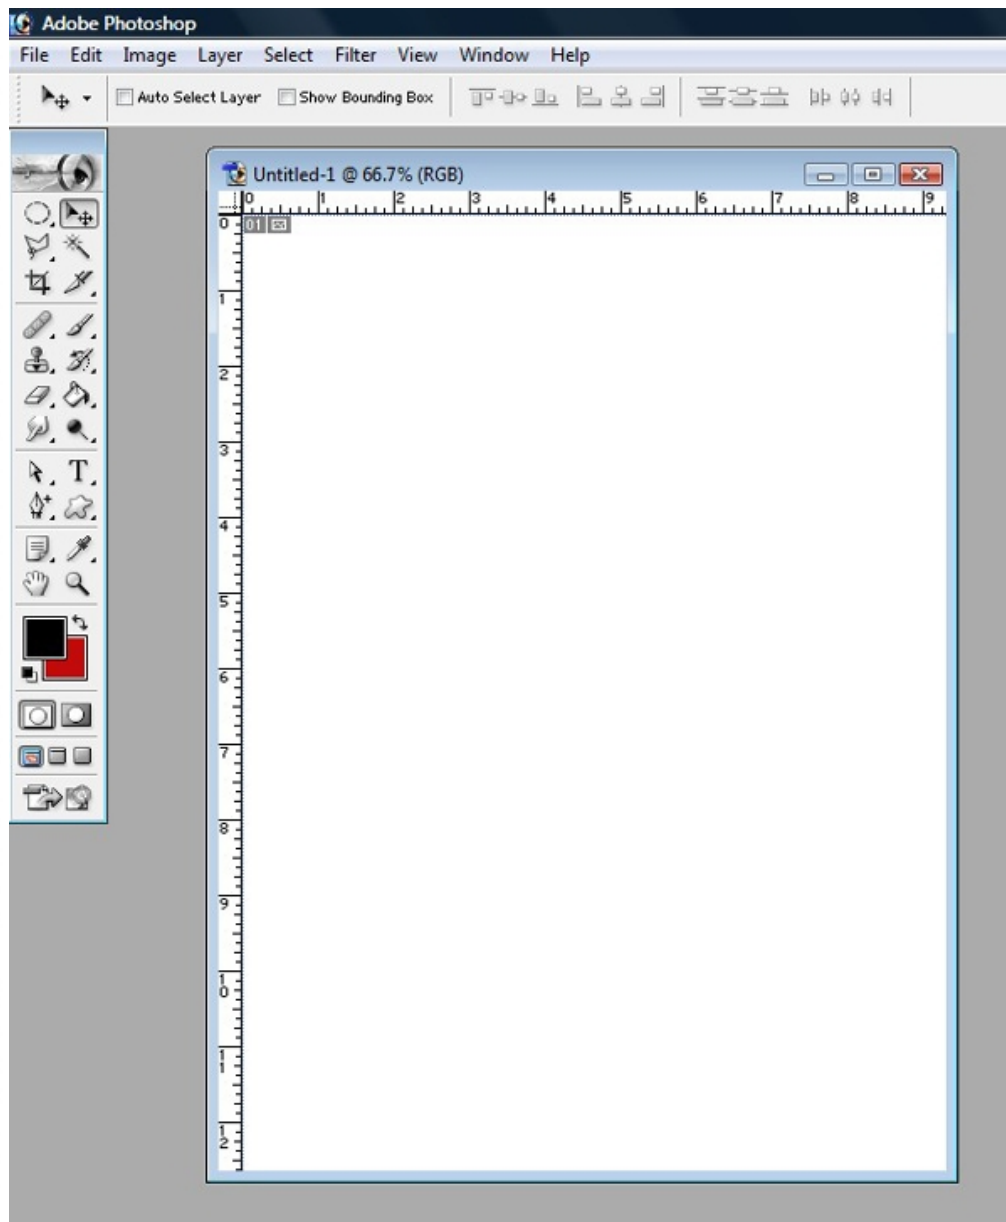 Adobe Photoshop
File Edit Image Layer Select Filter View Window Help
Auto Select Layer Show Bounding Box
Untitled-1 @ 66.7% (RGB)
0 1 2 3 4 5 6 7 8 9
0
01
1
2
3
4
5
6
7
8
9
10
11
12
T